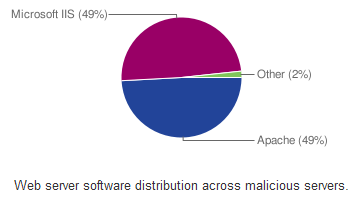 Microsoft IIS (49%)
Other (2%)
Apache (49%)
Web server software distribution across malicious servers.